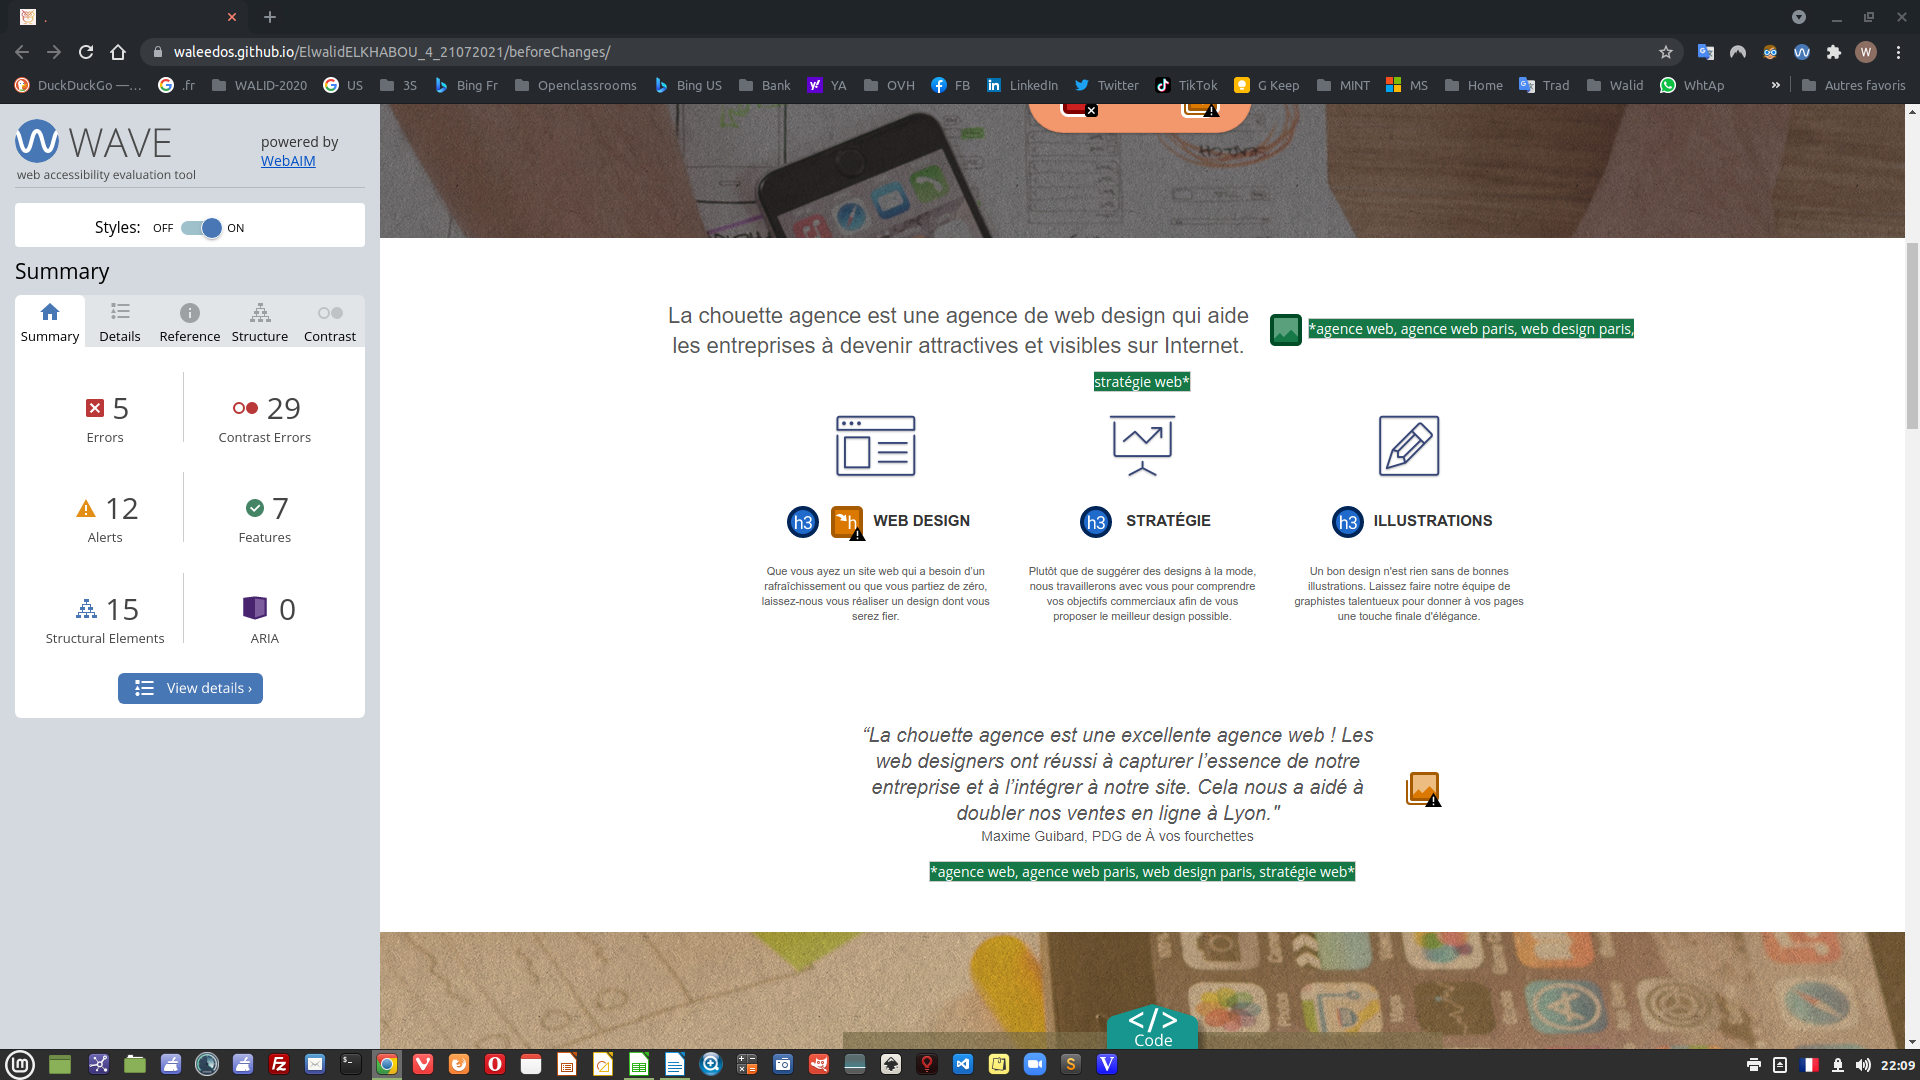 .
waleedos.github.io/ElwalidELKHABOU_4_21072021/beforeChanges/
W
DuckDuckGo —... .fr WALID-2020 US 3S Bing Fr Openclassrooms Bing US Bank YA OVH FB LinkedIn Twitter TikTok G Keep MINT MS Home Trad Walid WhtAp » Autres favoris
WAVE
powered by
WebAIM
web accessibility evaluation tool
Styles: OFF ON
Summary
Summary Details Reference Structure Contrast
5
Errors
29
Contrast Errors
12
Alerts
7
Features
15
Structural Elements
0
ARIA
View details ›
La chouette agence est une agence de web design qui aide
les entreprises à devenir attractives et visibles sur Internet.
*agence web, agence web paris, web design paris,
stratégie web*
h3 h WEB DESIGN
Que vous ayez un site web qui a besoin d’un
rafraîchissement ou que vous partiez de zéro,
laissez-nous vous réaliser un design dont vous
serez fier.
h3 STRATÉGIE
Plutôt que de suggérer des designs à la mode,
nous travaillerons avec vous pour comprendre
vos objectifs commerciaux afin de vous
proposer le meilleur design possible.
h3 ILLUSTRATIONS
Un bon design n'est rien sans de bonnes
illustrations. Laissez faire notre équipe de
graphistes talentueux pour donner à vos pages
une touche finale d'élégance.
“La chouette agence est une excellente agence web ! Les
web designers ont réussi à capturer l’essence de notre
entreprise et à l’intégrer à notre site. Cela nous a aidé à
doubler nos ventes en ligne à Lyon."
Maxime Guibard, PDG de À vos fourchettes
*agence web, agence web paris, web design paris, stratégie web*
</>
Code
22:09